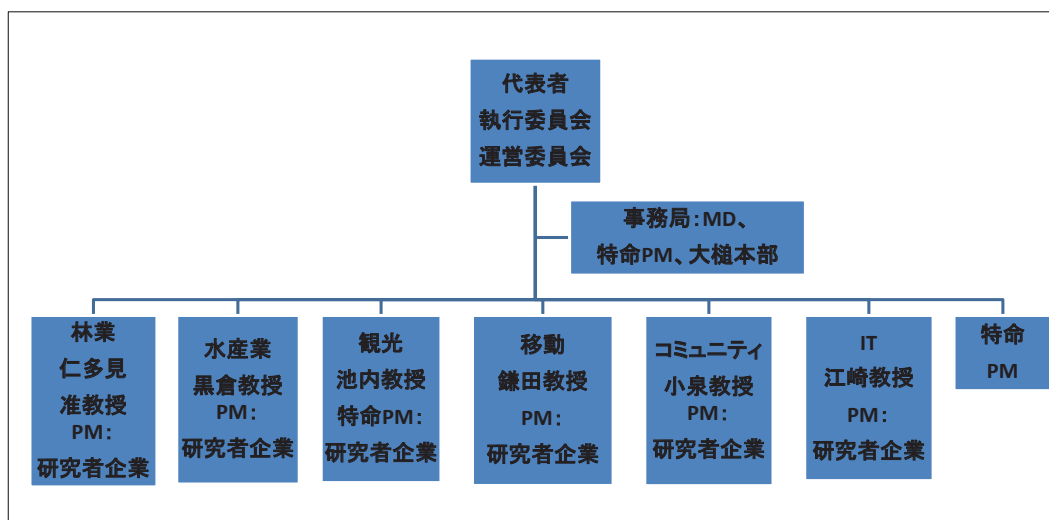 代表者
執行委員会
運営委員会
事務局：MD、
特命PM、大槌本部
林業
仁多見
准教授
PM：
研究者企業
水産業
黒倉教授
PM：
研究者企業
観光
池内教授
特命PM：
研究者企業
移動
鎌田教授
PM：
研究者企業
コミュニティ
小泉教授
PM：
研究者企業
IT
江崎教授
PM：
研究者企業
特命
PM